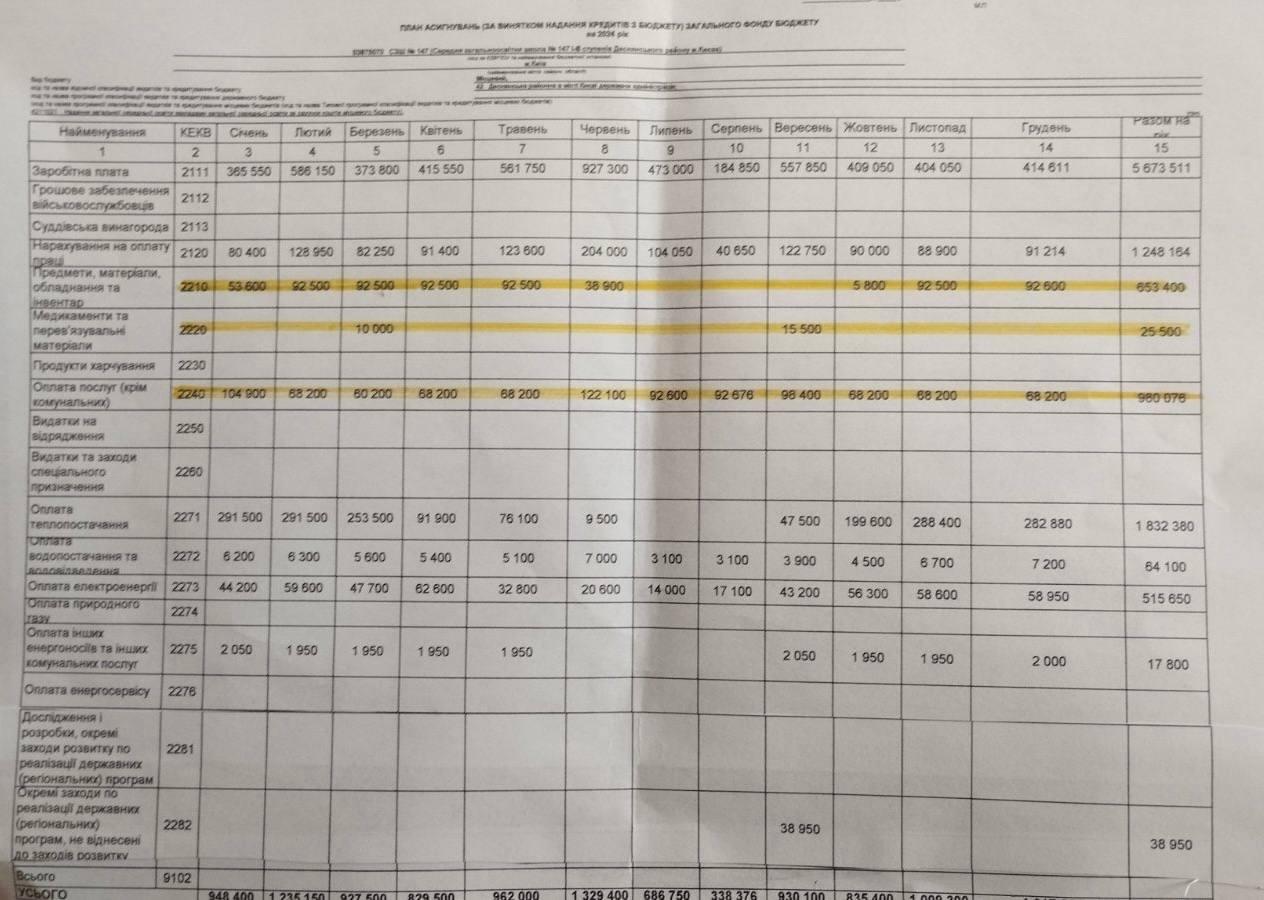 ПЛАН АСИГНУВАНЬ (ЗА ВИНЯТКОМ НАДАННЯ КРЕДИТІВ З БЮДЖЕТУ) ЗАГАЛЬНОГО ФОНДУ БЮДЖЕТУ
на 2024 рік
СЗШ № 147 (Середня загальноосвітня школа № 147 І-ІІІ ступенів Деснянського району м.Києва)
м.Київ
Вид бюджету Місцевий,
Найменування КЕКВ Січень Лютий Березень Квітень Травень Червень Липень Серпень Вересень Жовтень Листопад Грудень Разом на рік
1 2 3 4 5 6 7 8 9 10 11 12 13 14 15
Заробітна плата 2111 365 550 586 150 373 800 415 550 561 750 927 300 473 000 184 850 557 850 409 050 404 050 414 611 5 673 511
Грошове забезпечення
військовослужбовців 2112
Суддівська винагорода 2113
Нарахування на оплату
праці 2120 80 400 128 950 82 250 91 400 123 600 204 000 104 050 40 650 122 750 90 000 88 900 91 214 1 248 164
Предмети, матеріали,
обладнання та
інвентар 2210 53 600 92 500 92 500 92 500 92 500 38 900 5 800 92 500 92 600 653 400
Медикаменти та
перев'язувальні
матеріали 2220 10 000 15 500 25 500
Продукти харчування 2230
Оплата послуг (крім
комунальних) 2240 104 900 68 200 60 200 68 200 68 200 122 100 92 600 92 676 98 400 68 200 68 200 68 200 980 076
Видатки на
відрядження 2250
Видатки та заходи
спеціального
призначення 2260
Оплата
теплопостачання 2271 291 500 291 500 253 500 91 900 76 100 9 500 47 500 199 600 288 400 282 880 1 832 380
Оплата
водопостачання та
водовідведення 2272 6 200 6 300 5 600 5 400 5 100 7 000 3 100 3 100 3 900 4 500 6 700 7 200 64 100
Оплата електроенергії 2273 44 200 59 600 47 700 62 600 32 800 20 600 14 000 17 100 43 200 56 300 58 600 58 950 515 650
Оплата природного
газу 2274
Оплата інших
енергоносіїв та інших
комунальних послуг 2275 2 050 1 950 1 950 1 950 1 950 2 050 1 950 1 950 2 000 17 800
Оплата енергосервісу 2276
Дослідження і
розробки, окремі
заходи розвитку по
реалізації державних
(регіональних) програм 2281
Окремі заходи по
реалізації державних
(регіональних)
програм, не віднесені
до заходів розвитку 2282 38 950 38 950
Всього 9102
УСЬОГО 948 400 1 235 150 927 500 829 500 962 000 1 329 400 686 750 338 376 930 100 835 400